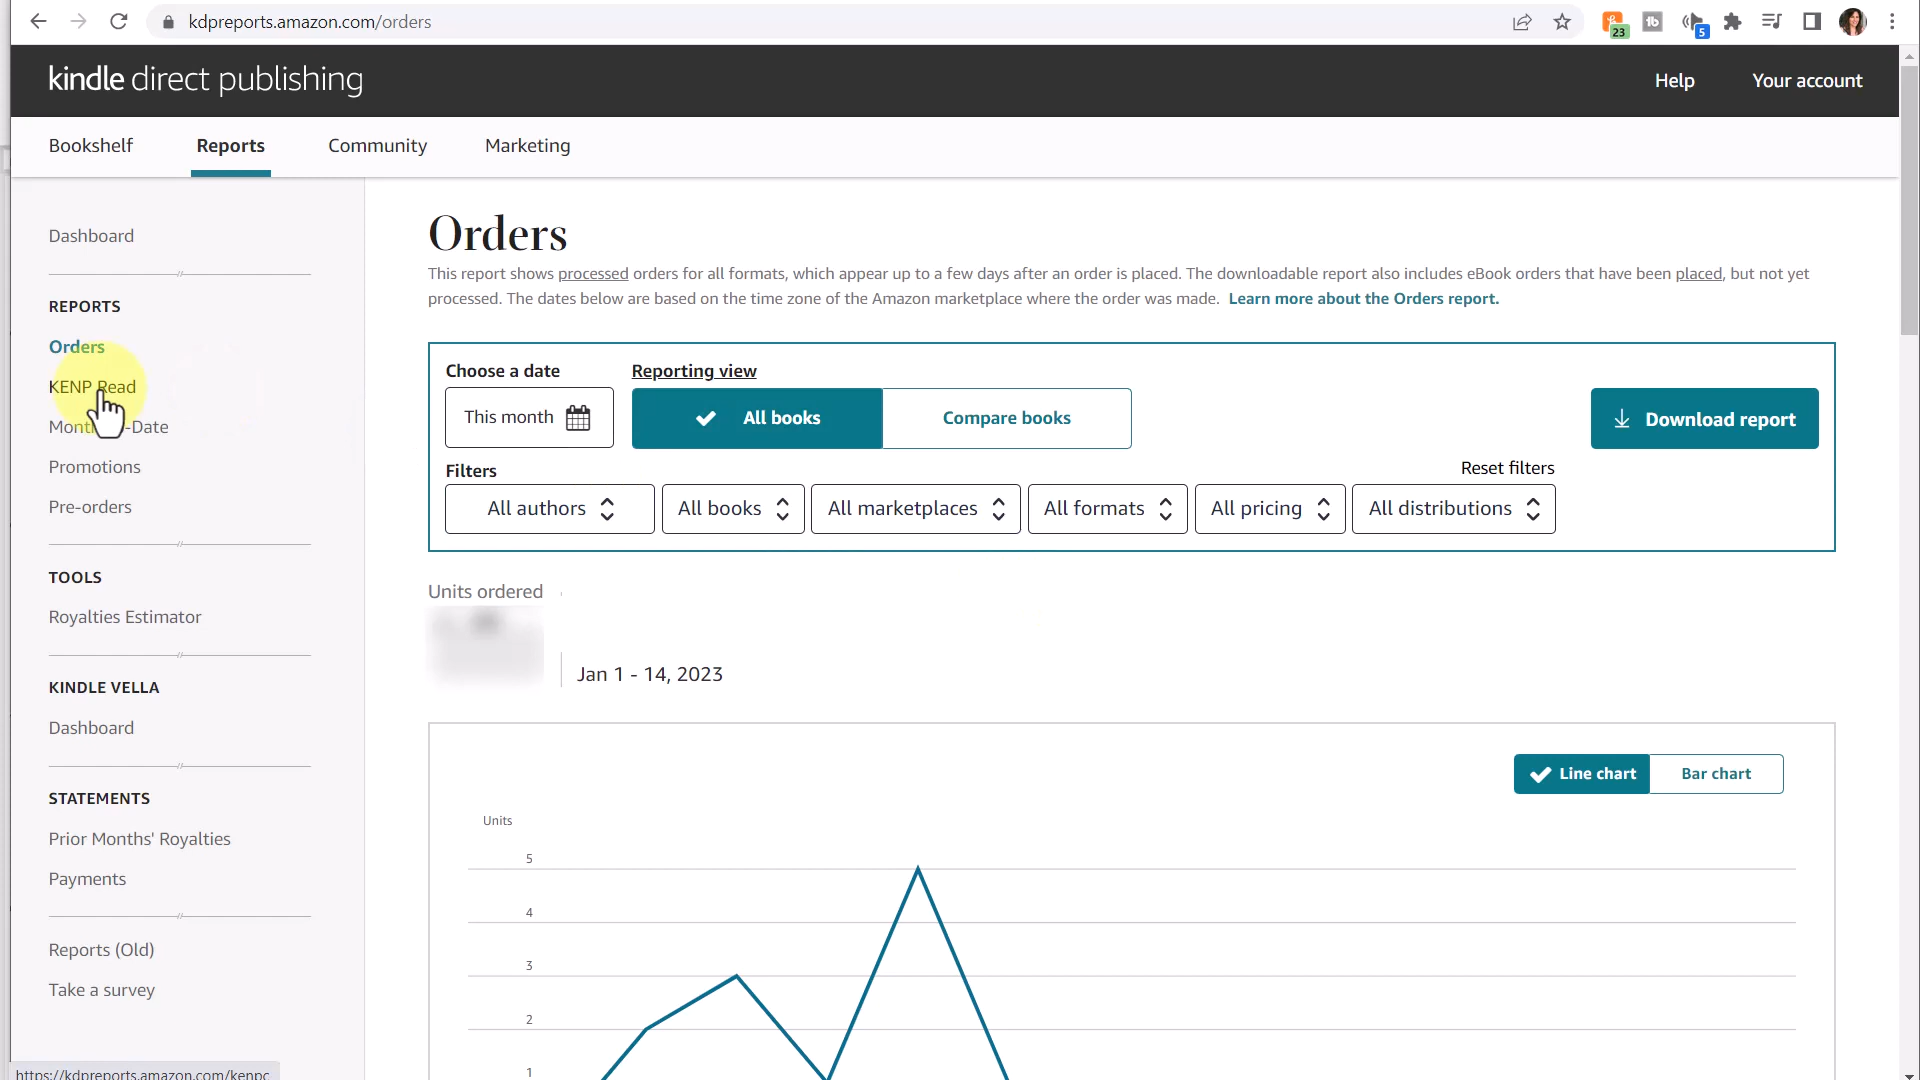 kdpreports.amazon.com/orders
23
5
kindle direct publishing
Help
Your account
Bookshelf
Reports
Community
Marketing
Dashboard
REPORTS
Orders
KENP Read
Month -Date
Promotions
Pre-orders
TOOLS
Royalties Estimator
KINDLE VELLA
Dashboard
STATEMENTS
Prior Months' Royalties
Payments
Reports (Old)
Take a survey
Orders
This report shows processed orders for all formats, which appear up to a few days after an order is placed. The downloadable report also includes eBook orders that have been placed, but not yet
processed. The dates below are based on the time zone of the Amazon marketplace where the order was made. Learn more about the Orders report.
Choose a date
Reporting view
This month
All books
Compare books
Download report
Filters
Reset filters
All authors
All books
All marketplaces
All formats
All pricing
All distributions
Units ordered
Jan 1 - 14, 2023
Line chart
Bar chart
Units
5
4
3
2
1
https://kdpreports.amazon.com/kenpc